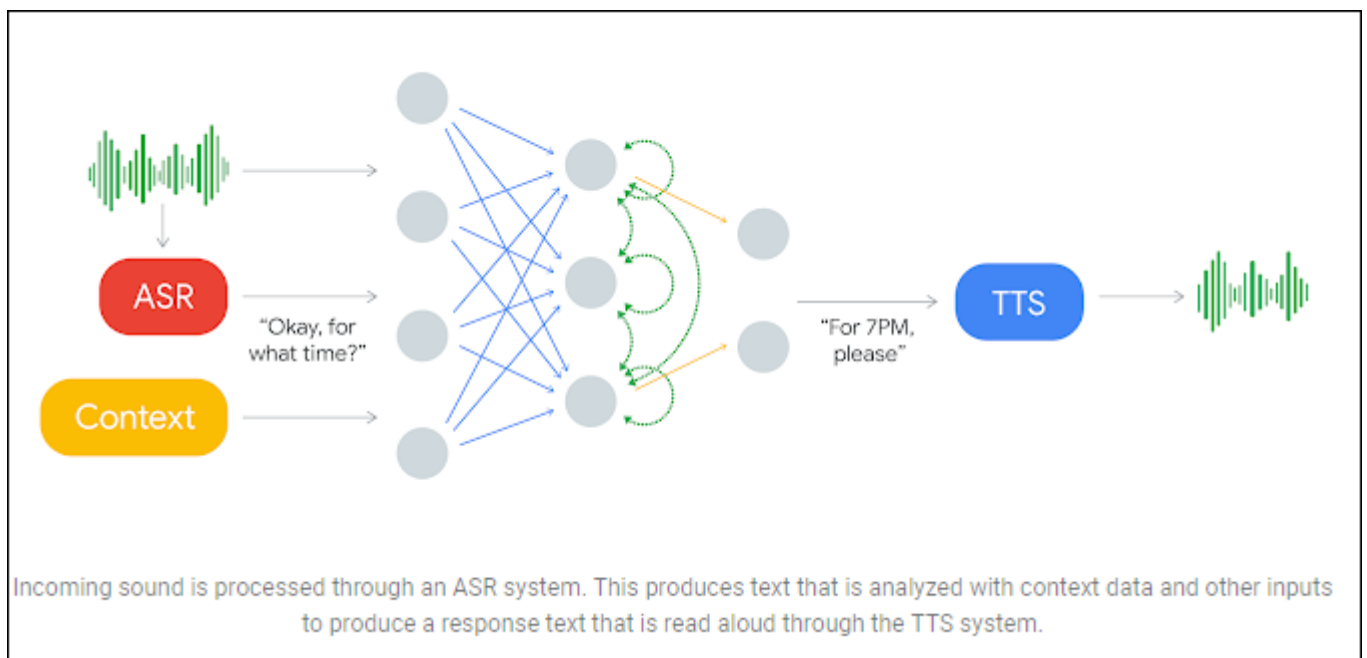 ASR
"Okay, for
what time?"
Context
"For 7PM,
please"
TTS
Incoming sound is processed through an ASR system. This produces text that is analyzed with context data and other inputs
to produce a response text that is read aloud through the TTS system.